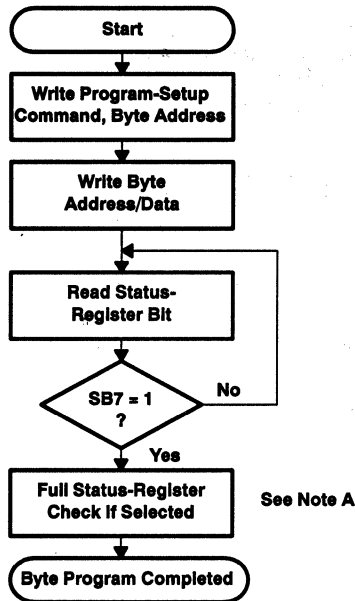 Start
Write Program-Setup
Command, Byte Address
Write Byte
Address/Data
Read Status-
Register Bit
SB7 = 1
?
No
Yes
Full Status-Register
Check if Selected
See Note A
Byte Program Completed